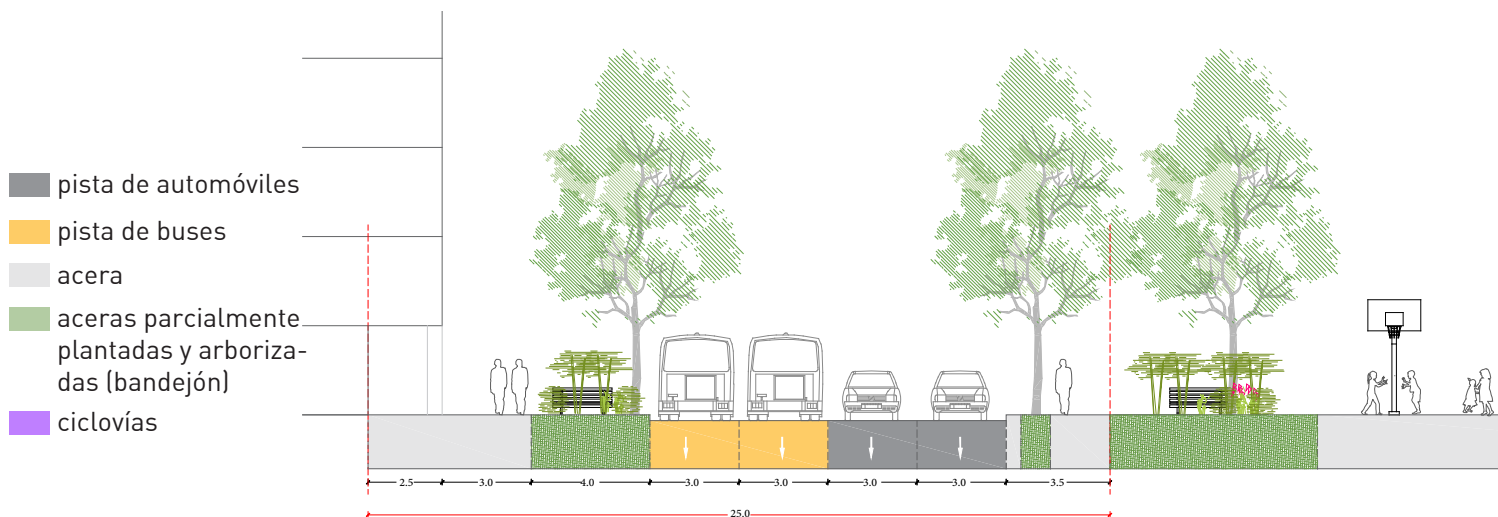 pista de automóviles
pista de buses
acera
aceras parcialmente
plantadas y arboriza-
das (bandejón)
ciclovías
2.5 3.0 4.0 3.0 3.0 3.0 3.0 3.5
25.0